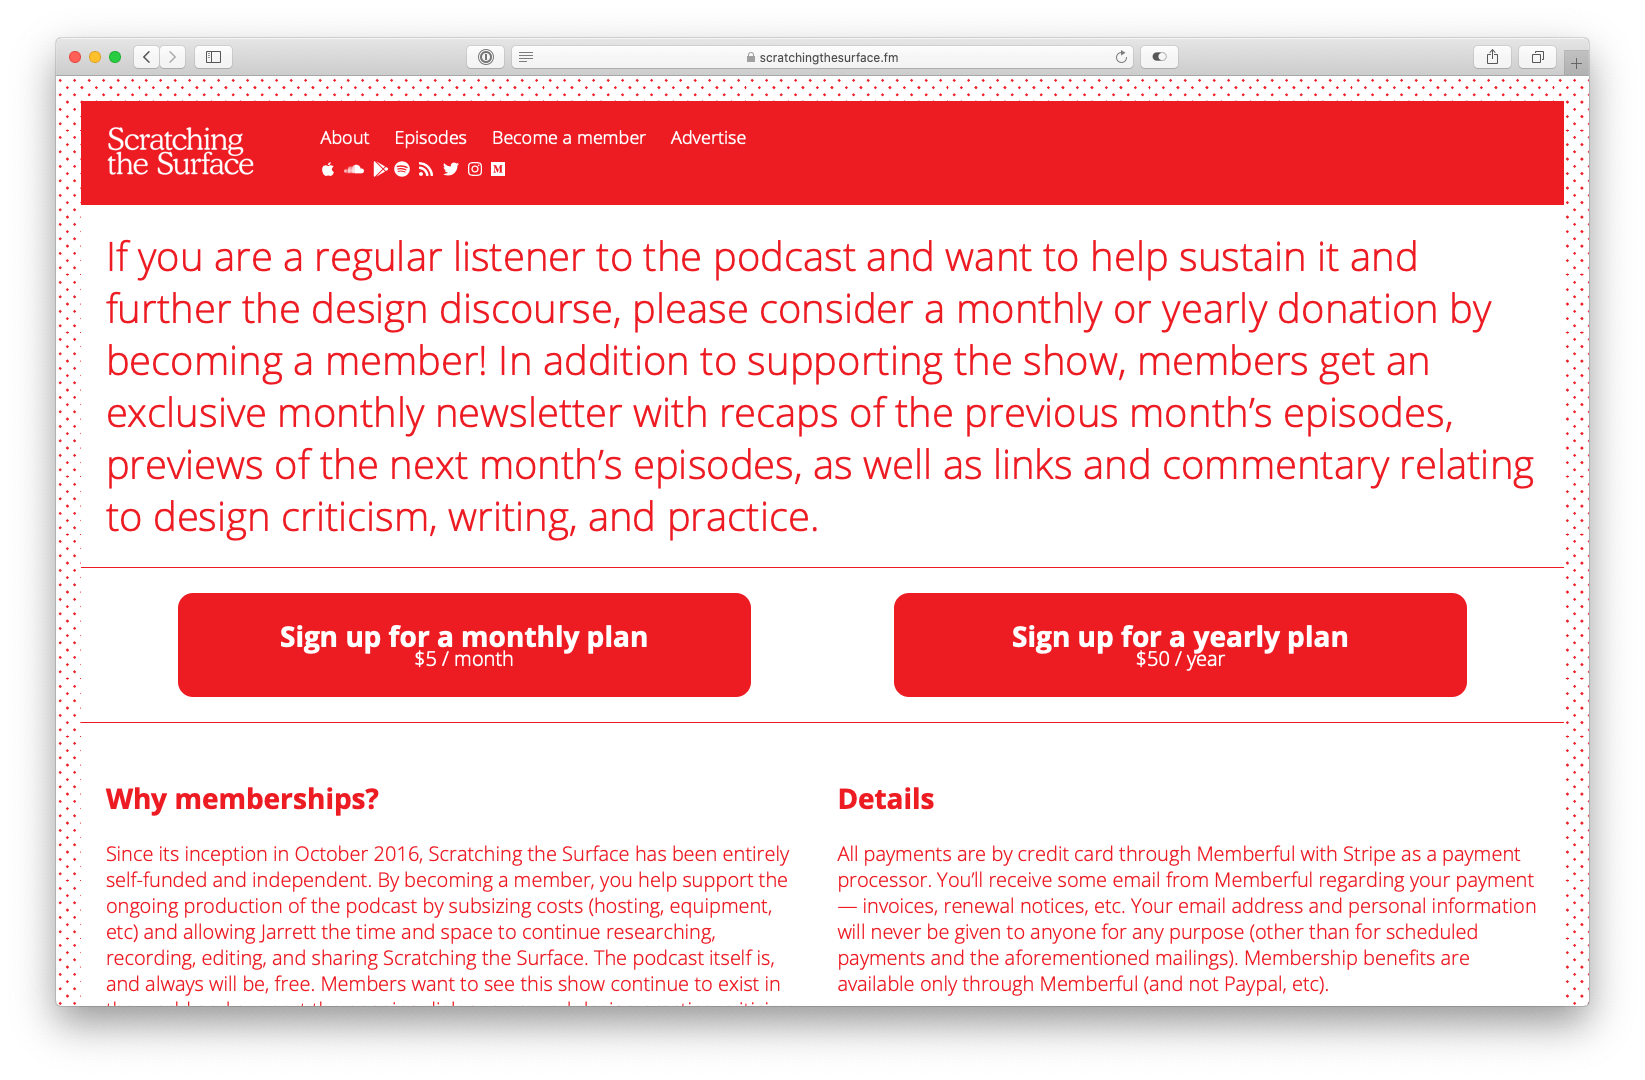 scratchingthesurface.fm
Scratching
the Surface
About Episodes Become a member Advertise
If you are a regular listener to the podcast and want to help sustain it and
further the design discourse, please consider a monthly or yearly donation by
becoming a member! In addition to supporting the show, members get an
exclusive monthly newsletter with recaps of the previous month’s episodes,
previews of the next month’s episodes, as well as links and commentary relating
to design criticism, writing, and practice.
Sign up for a monthly plan
$5 / month
Sign up for a yearly plan
$50 / year
Why memberships?
Since its inception in October 2016, Scratching the Surface has been entirely
self-funded and independent. By becoming a member, you help support the
ongoing production of the podcast by subsizing costs (hosting, equipment,
etc) and allowing Jarrett the time and space to continue researching,
recording, editing, and sharing Scratching the Surface. The podcast itself is,
and always will be, free. Members want to see this show continue to exist in
Details
All payments are by credit card through Memberful with Stripe as a payment
processor. You’ll receive some email from Memberful regarding your payment
— invoices, renewal notices, etc. Your email address and personal information
will never be given to anyone for any purpose (other than for scheduled
payments and the aforementioned mailings). Membership benefits are
available only through Memberful (and not Paypal, etc).